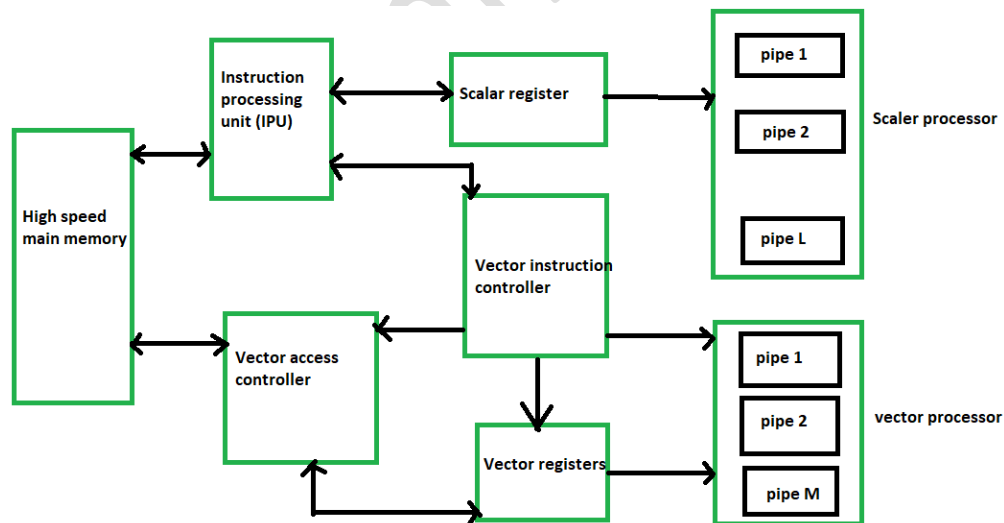 Instruction
processing
unit (IPU)
Scalar register
pipe 1
pipe 2
pipe L
Scaler processor
High speed
main memory
Vector instruction
controller
Vector access
controller
Vector registers
pipe 1
pipe 2
pipe M
vector processor